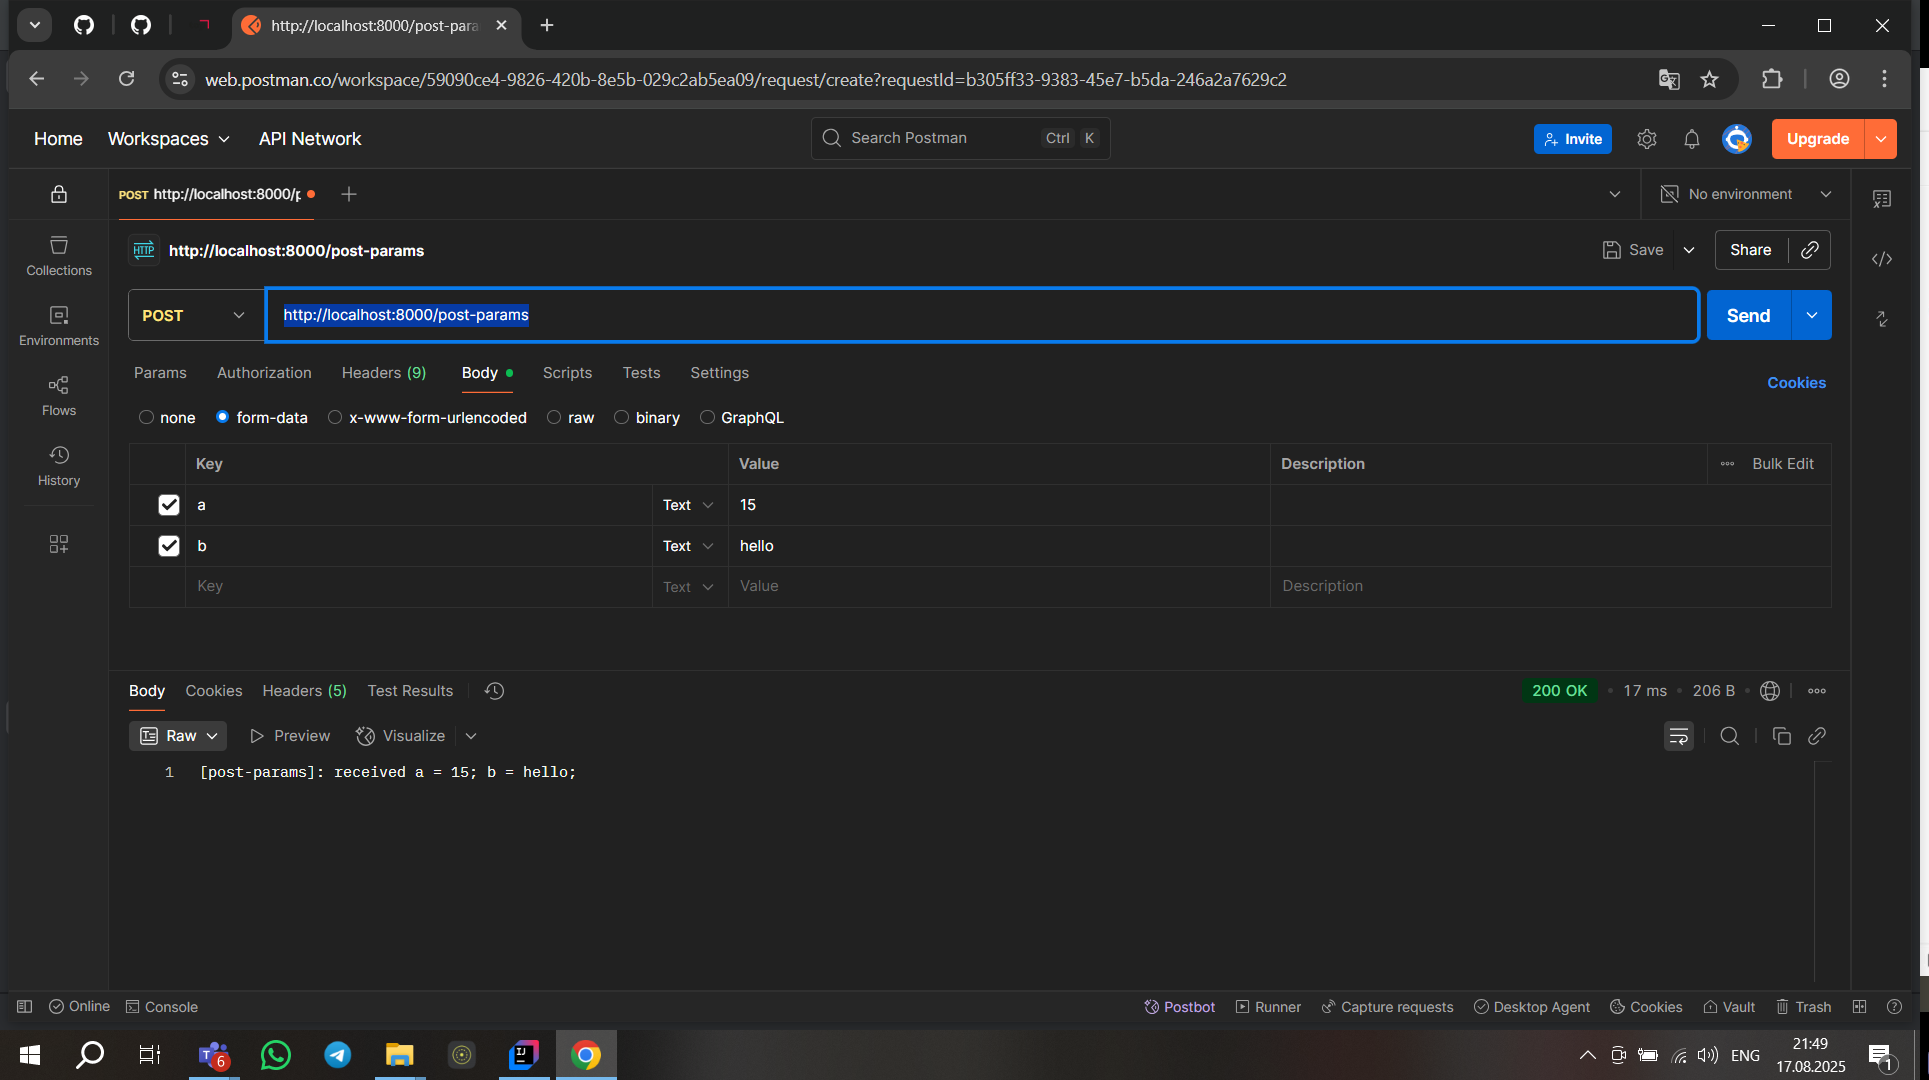 http://localhost:8000/post-para
web.postman.co/workspace/59090ce4-9826-420b-8e5b-029c2ab5ea09/request/create?requestId=b305ff33-9383-45e7-b5da-246a2a7629c2
Home Workspaces API Network Search Postman Ctrl K Invite Upgrade
POST http://localhost:8000/p No environment
HTTP http://localhost:8000/post-params Save Share
POST http://localhost:8000/post-params Send
Collections
Environments
Flows
History
Params Authorization Headers (9) Body Scripts Tests Settings Cookies
none form-data x-www-form-urlencoded raw binary GraphQL
Key Value Description Bulk Edit
a Text 15
b Text hello
Key Text Value Description
Body Cookies Headers (5) Test Results 200 OK 17 ms 206 B
Raw Preview Visualize
1 [post-params]: received a = 15; b = hello;
Online Console Postbot Runner Capture requests Desktop Agent Cookies Vault Trash
T 6 IJ ENG 21:49
17.08.2025 1